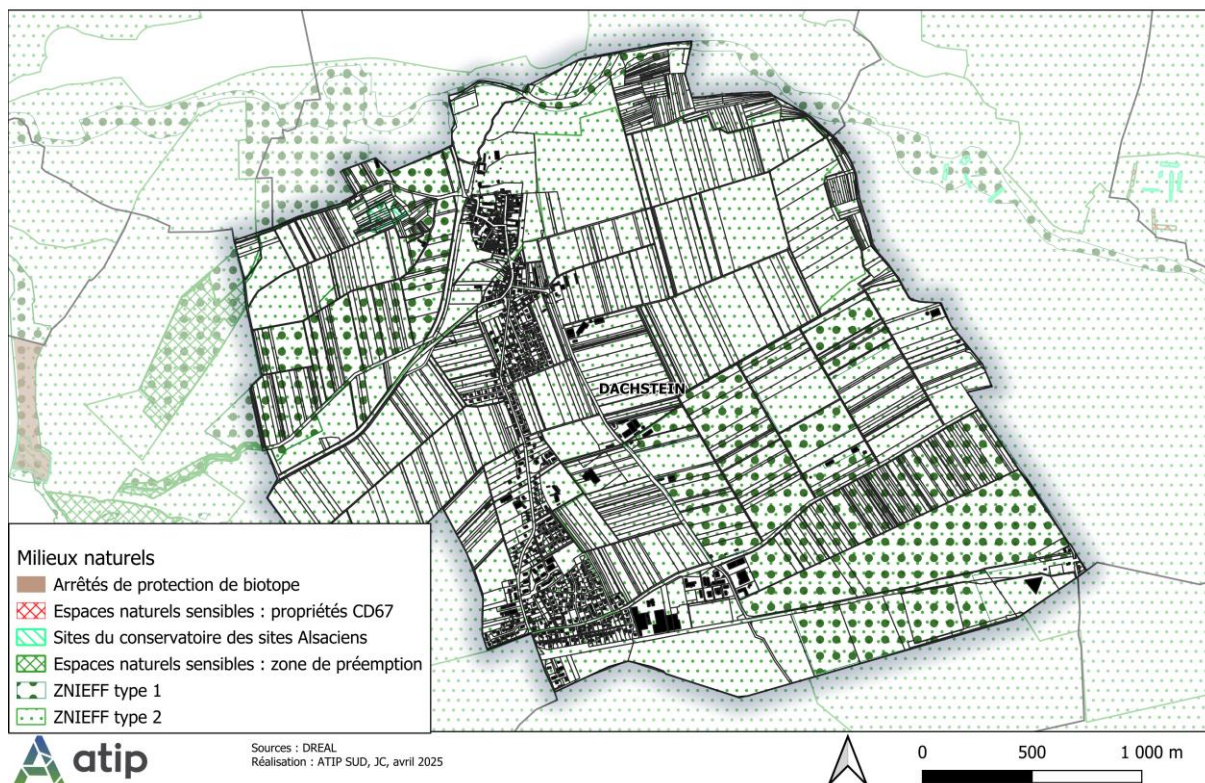 DACHSTEIN
Milieux naturels
Arrêtés de protection de biotope
Espaces naturels sensibles : propriétés CD67
Sites du conservatoire des sites Alsaciens
Espaces naturels sensibles : zone de préemption
ZNIEFF type 1
ZNIEFF type 2
atip
Sources : DREAL
Réalisation : ATIP SUD, JC, avril 2025
0 500 1 000 m